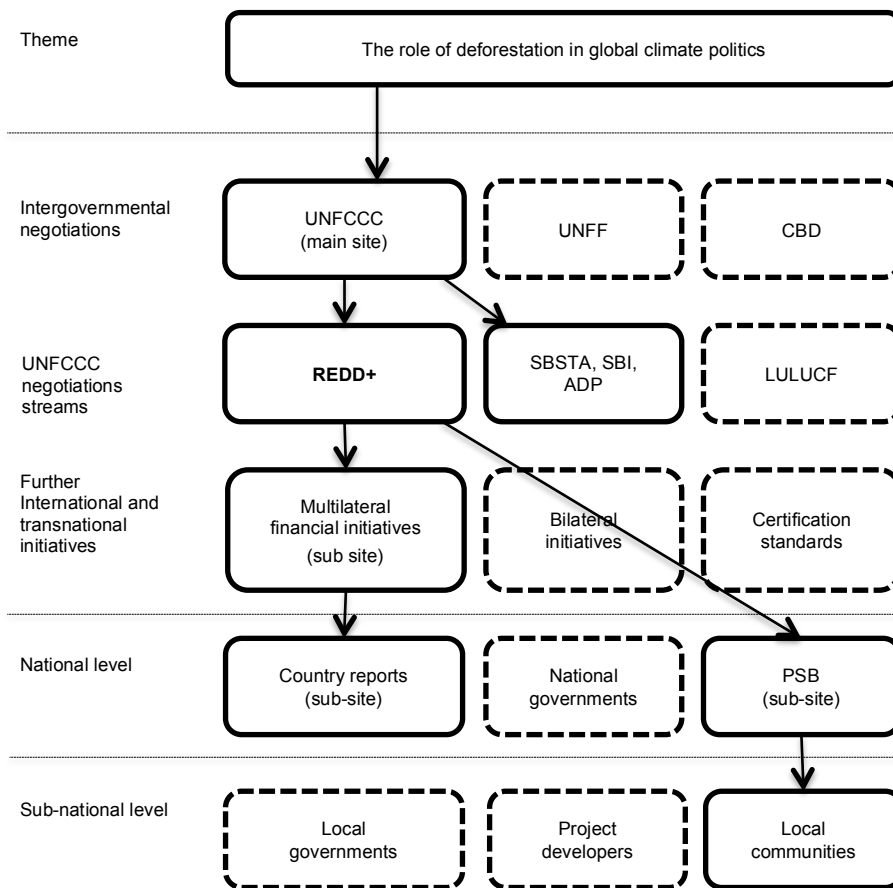 Theme
The role of deforestation in global climate politics
Intergovernmental
negotiations
UNFCCC
(main site)
UNFF
CBD
UNFCCC
negotiations
streams
REDD+
SBSTA, SBI,
ADP
LULUCF
Further
International and
transnational
initiatives
Multilateral
financial initiatives
(sub site)
Bilateral
initiatives
Certification
standards
National level
Country reports
(sub-site)
National
governments
PSB
(sub-site)
Sub-national level
Local
governments
Project
developers
Local
communities